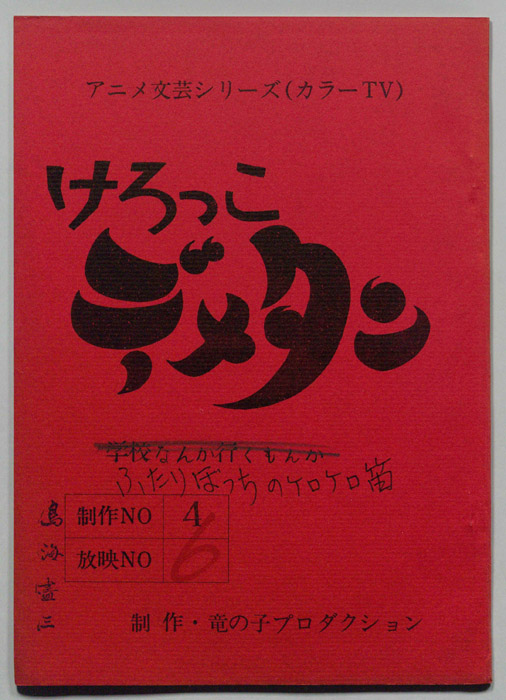 アニメ文芸シリーズ(カラーTV)
けろっこ
デメタン
学校なんか行くもんか
ふたりぼっちのケロケロ笛
制作NO 4
放映NO 6
鳥海尽三
制作・竜の子プロダクション